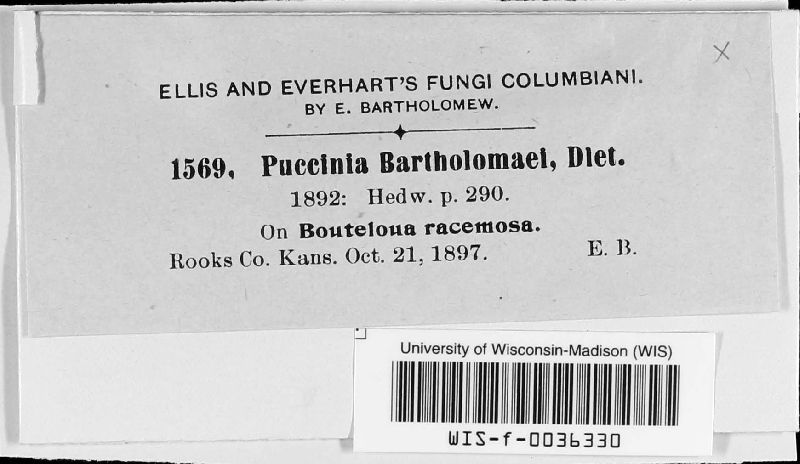 ELLIS AND EVERHART'S FUNGI COLUMBIANI.
BY E. BARTHOLOMEW.
1569, Puccinia Bartholomaei, Diet.
1892: Hedw. p. 290.
On Bouteloua racemosa.
Rooks Co. Kans. Oct. 21, 1897. E. B.
University of Wisconsin-Madison (WIS)
WIS-f-0036330